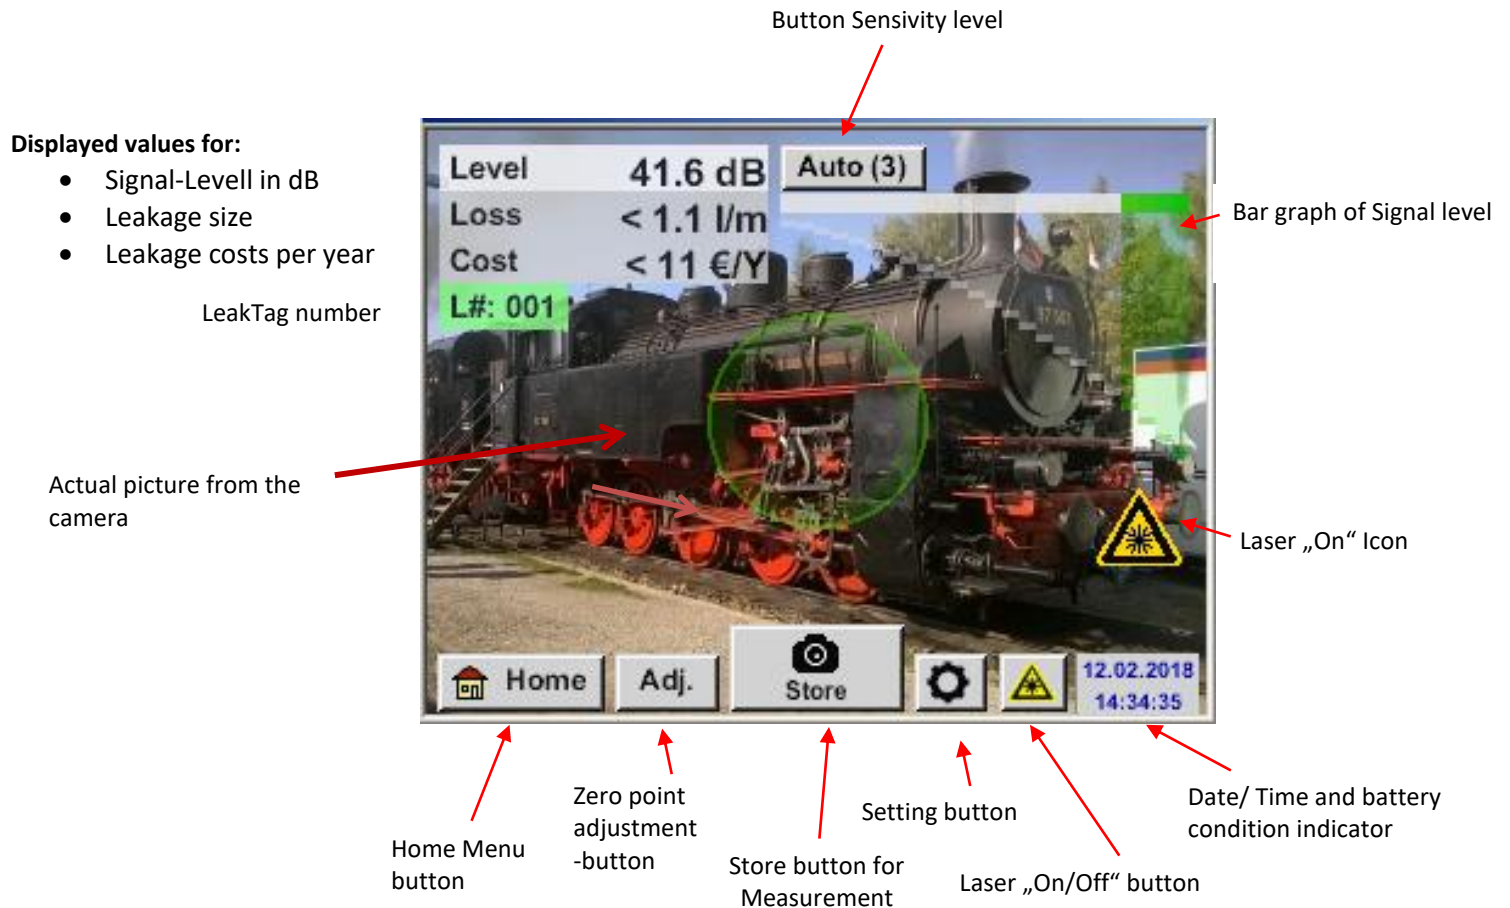 Button Sensivity level
Displayed values for:
• Signal-Levell in dB
• Leakage size
• Leakage costs per year
LeakTag number
Level 41.6 dB
Loss < 1.1 l/m
Cost < 11 €/Y
L#: 001
Auto (3)
Bar graph of Signal level
Actual picture from the
camera
Laser „On“ Icon
Home
Adj.
Store
12.02.2018
14:34:35
Home Menu
button
Zero point
adjustment
-button
Store button for
Measurement
Setting button
Laser „On/Off“ button
Date/ Time and battery
condition indicator